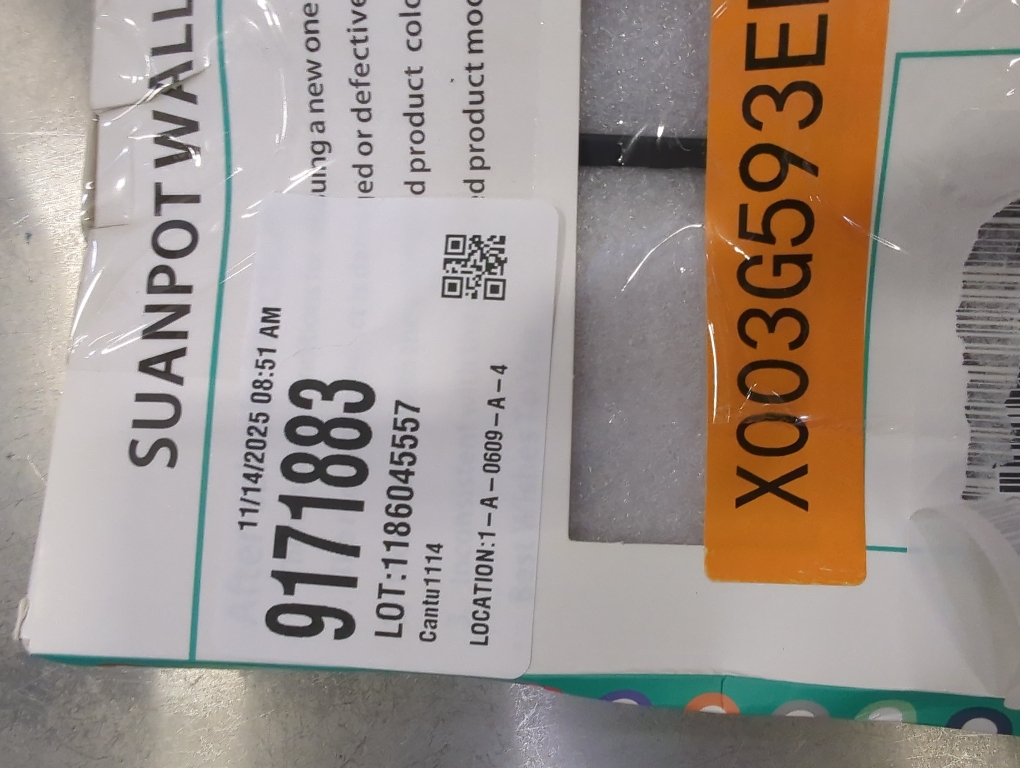 SUANPOT WALL
uring a new one
ged or defective
d product colo
d product mod
11/14/2025 08:51 AM
9171883
LOT:1186045557
Cantu1114
LOCATION:1-A-0609-A-4
X003G593E